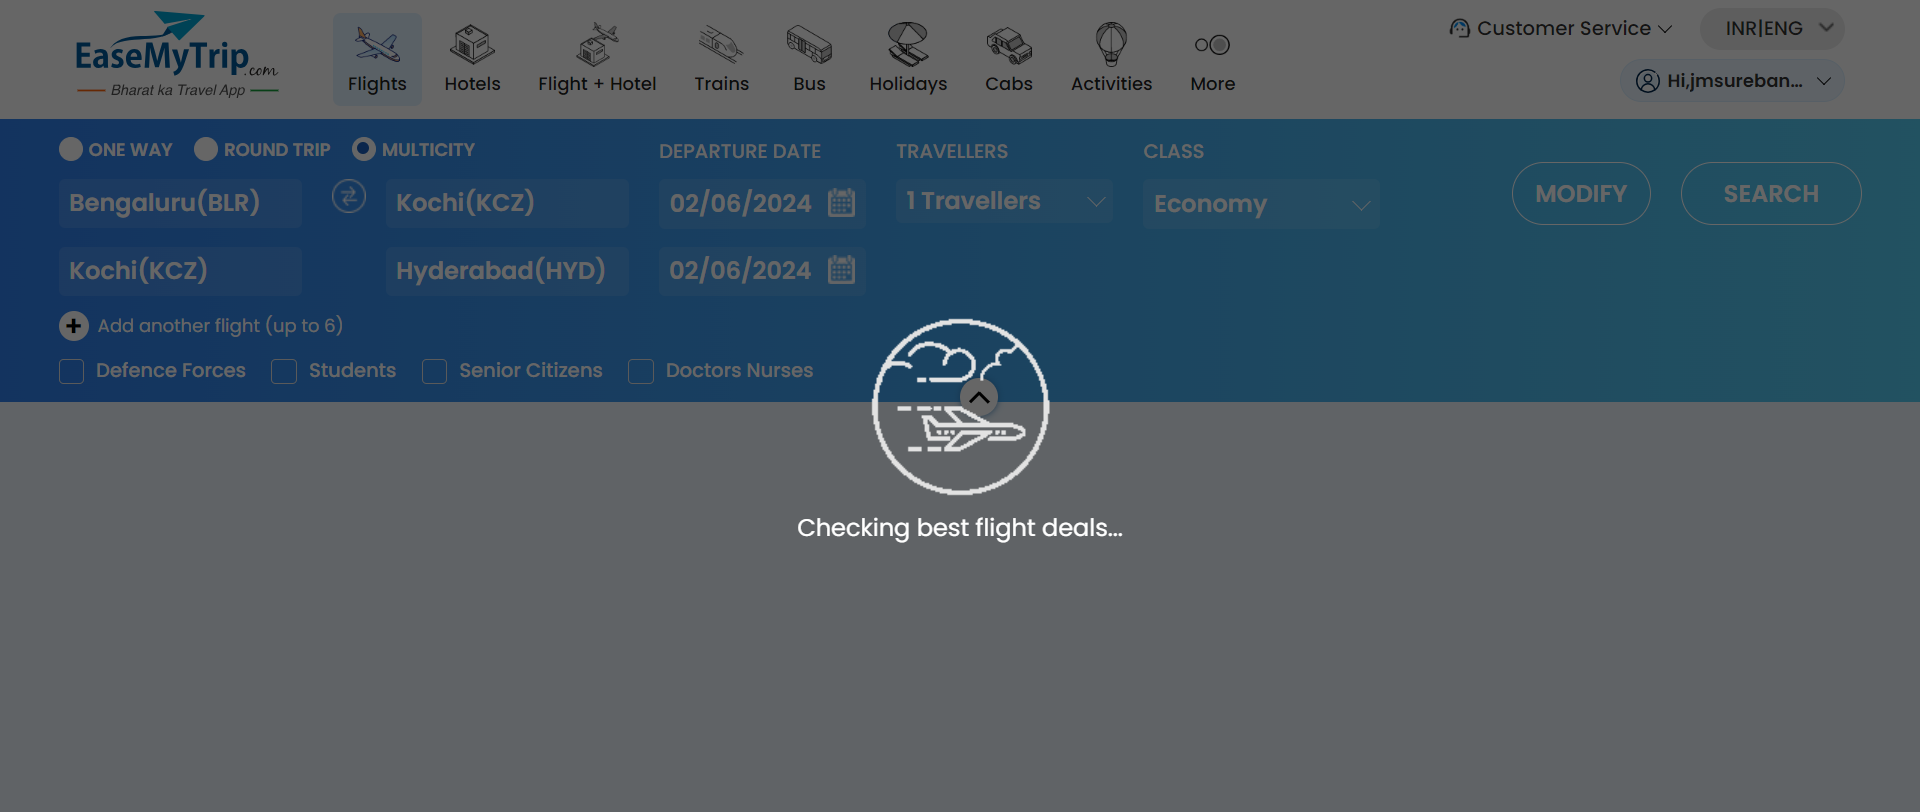 EaseMyTrip.com
Bharat ka Travel App
Flights
Hotels
Flight + Hotel
Trains
Bus
Holidays
Cabs
Activities
More
Customer Service
INR|ENG
Hi,jmsureban...
ONE WAY
ROUND TRIP
MULTICITY
DEPARTURE DATE
TRAVELLERS
CLASS
Bengaluru(BLR)
Kochi(KCZ)
02/06/2024
1 Travellers
Economy
MODIFY
SEARCH
Kochi(KCZ)
Hyderabad(HYD)
02/06/2024
Add another flight (up to 6)
Defence Forces
Students
Senior Citizens
Doctors Nurses
Checking best flight deals...